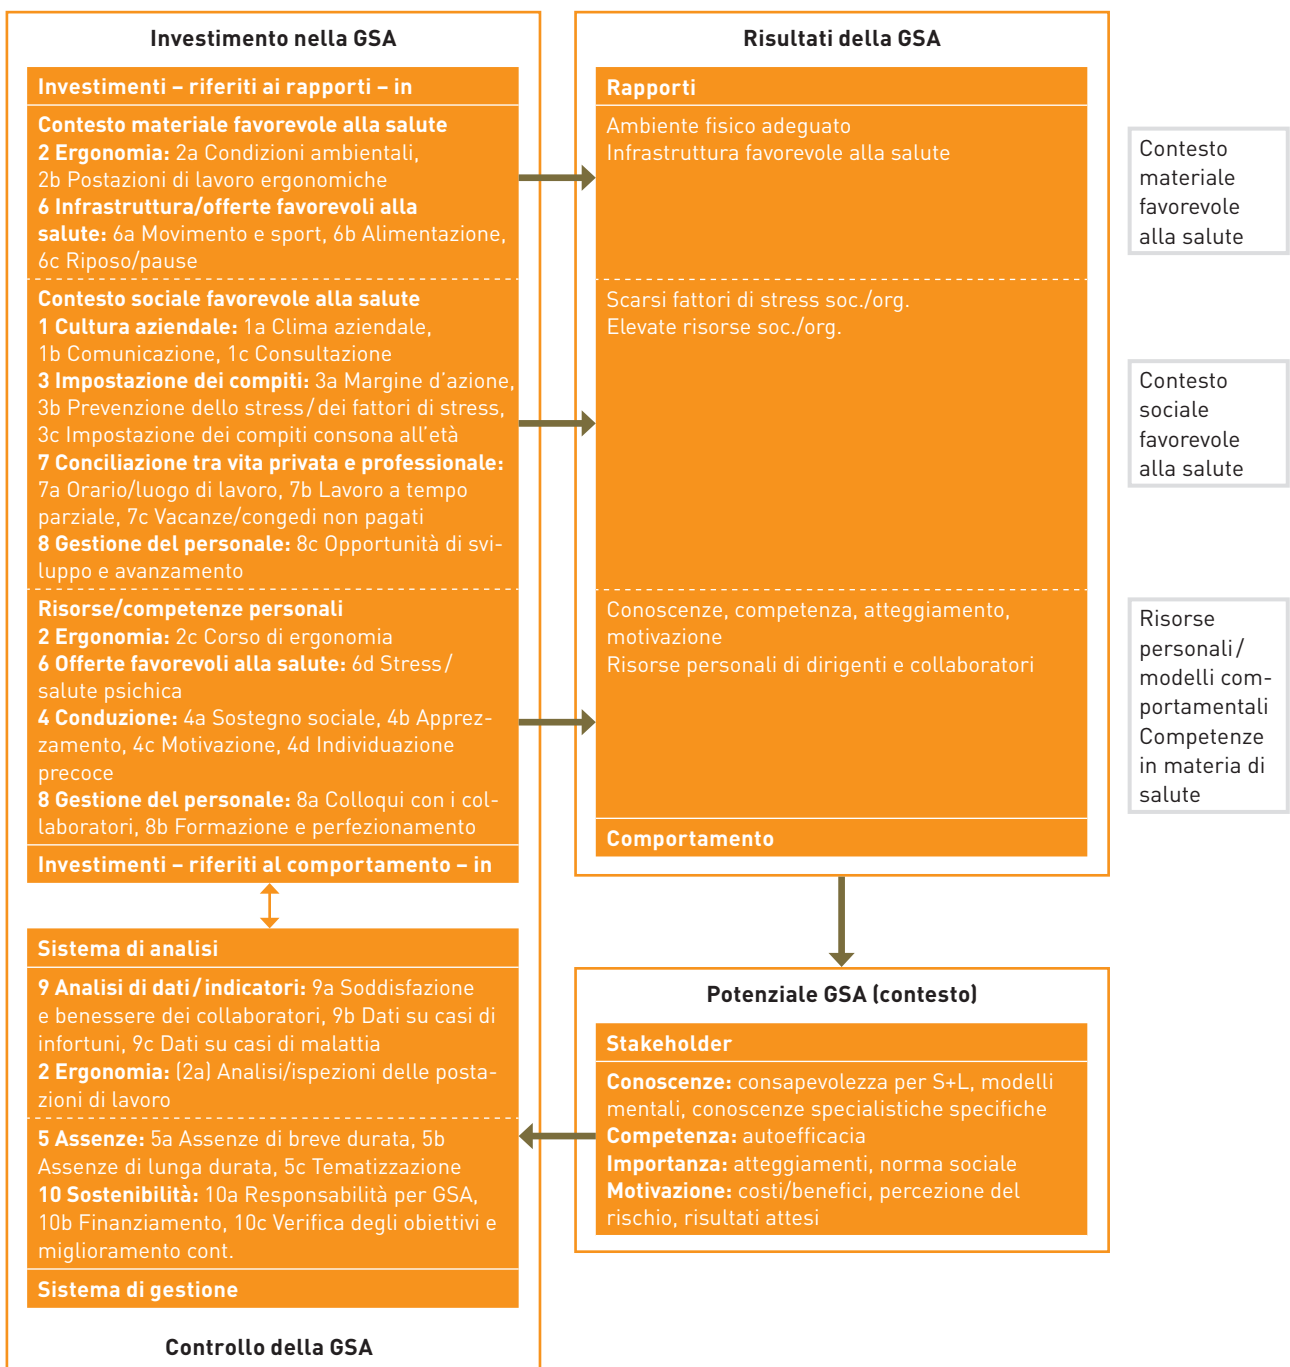 Investimento nella GSA
Investimenti – riferiti ai rapporti – in
Contesto materiale favorevole alla salute
2 Ergonomia: 2a Condizioni ambientali,
2b Postazioni di lavoro ergonomiche
6 Infrastruttura/offerte favorevoli alla
salute: 6a Movimento e sport, 6b Alimentazione,
6c Riposo/pause
Contesto sociale favorevole alla salute
1 Cultura aziendale: 1a Clima aziendale,
1b Comunicazione, 1c Consultazione
3 Impostazione dei compiti: 3a Margine d'azione,
3b Prevenzione dello stress/dei fattori di stress,
3c Impostazione dei compiti consona all'età
7 Conciliazione tra vita privata e professionale:
7a Orario/luogo di lavoro, 7b Lavoro a tempo
parziale, 7c Vacanze/congedi non pagati
8 Gestione del personale: 8c Opportunità di svi-
luppo e avanzamento
Risorse/competenze personali
2 Ergonomia: 2c Corso di ergonomia
6 Offerte favorevoli alla salute: 6d Stress/
salute psichica
4 Conduzione: 4a Sostegno sociale, 4b Apprez-
zamento, 4c Motivazione, 4d Individuazione
precoce
8 Gestione del personale: 8a Colloqui con i col-
laboratori, 8b Formazione e perfezionamento
Investimenti – riferiti al comportamento – in
Sistema di analisi
9 Analisi di dati/indicatori: 9a Soddisfazione
e benessere dei collaboratori, 9b Dati su casi di
infortuni, 9c Dati su casi di malattia
2 Ergonomia: (2a) Analisi/ispezioni delle posta-
zioni di lavoro
5 Assenze: 5a Assenze di breve durata, 5b
Assenze di lunga durata, 5c Tematizzazione
10 Sostenibilità: 10a Responsabilità per GSA,
10b Finanziamento, 10c Verifica degli obiettivi e
miglioramento cont.
Sistema di gestione
Controllo della GSA
Risultati della GSA
Rapporti
Ambiente fisico adeguato
Infrastruttura favorevole alla salute
Scarsi fattori di stress soc./org.
Elevate risorse soc./org.
Conoscenze, competenza, atteggiamento,
motivazione
Risorse personali di dirigenti e collaboratori
Comportamento
Potenziale GSA (contesto)
Stakeholder
Conoscenze: consapevolezza per S+L, modelli
mentali, conoscenze specialistiche specifiche
Competenza: autoefficacia
Importanza: atteggiamenti, norma sociale
Motivazione: costi/benefici, percezione del
rischio, risultati attesi
Contesto
materiale
favorevole
alla salute
Contesto
sociale
favorevole
alla salute
Risorse
personali/
modelli com-
portamentali
Competenze
in materia di
salute